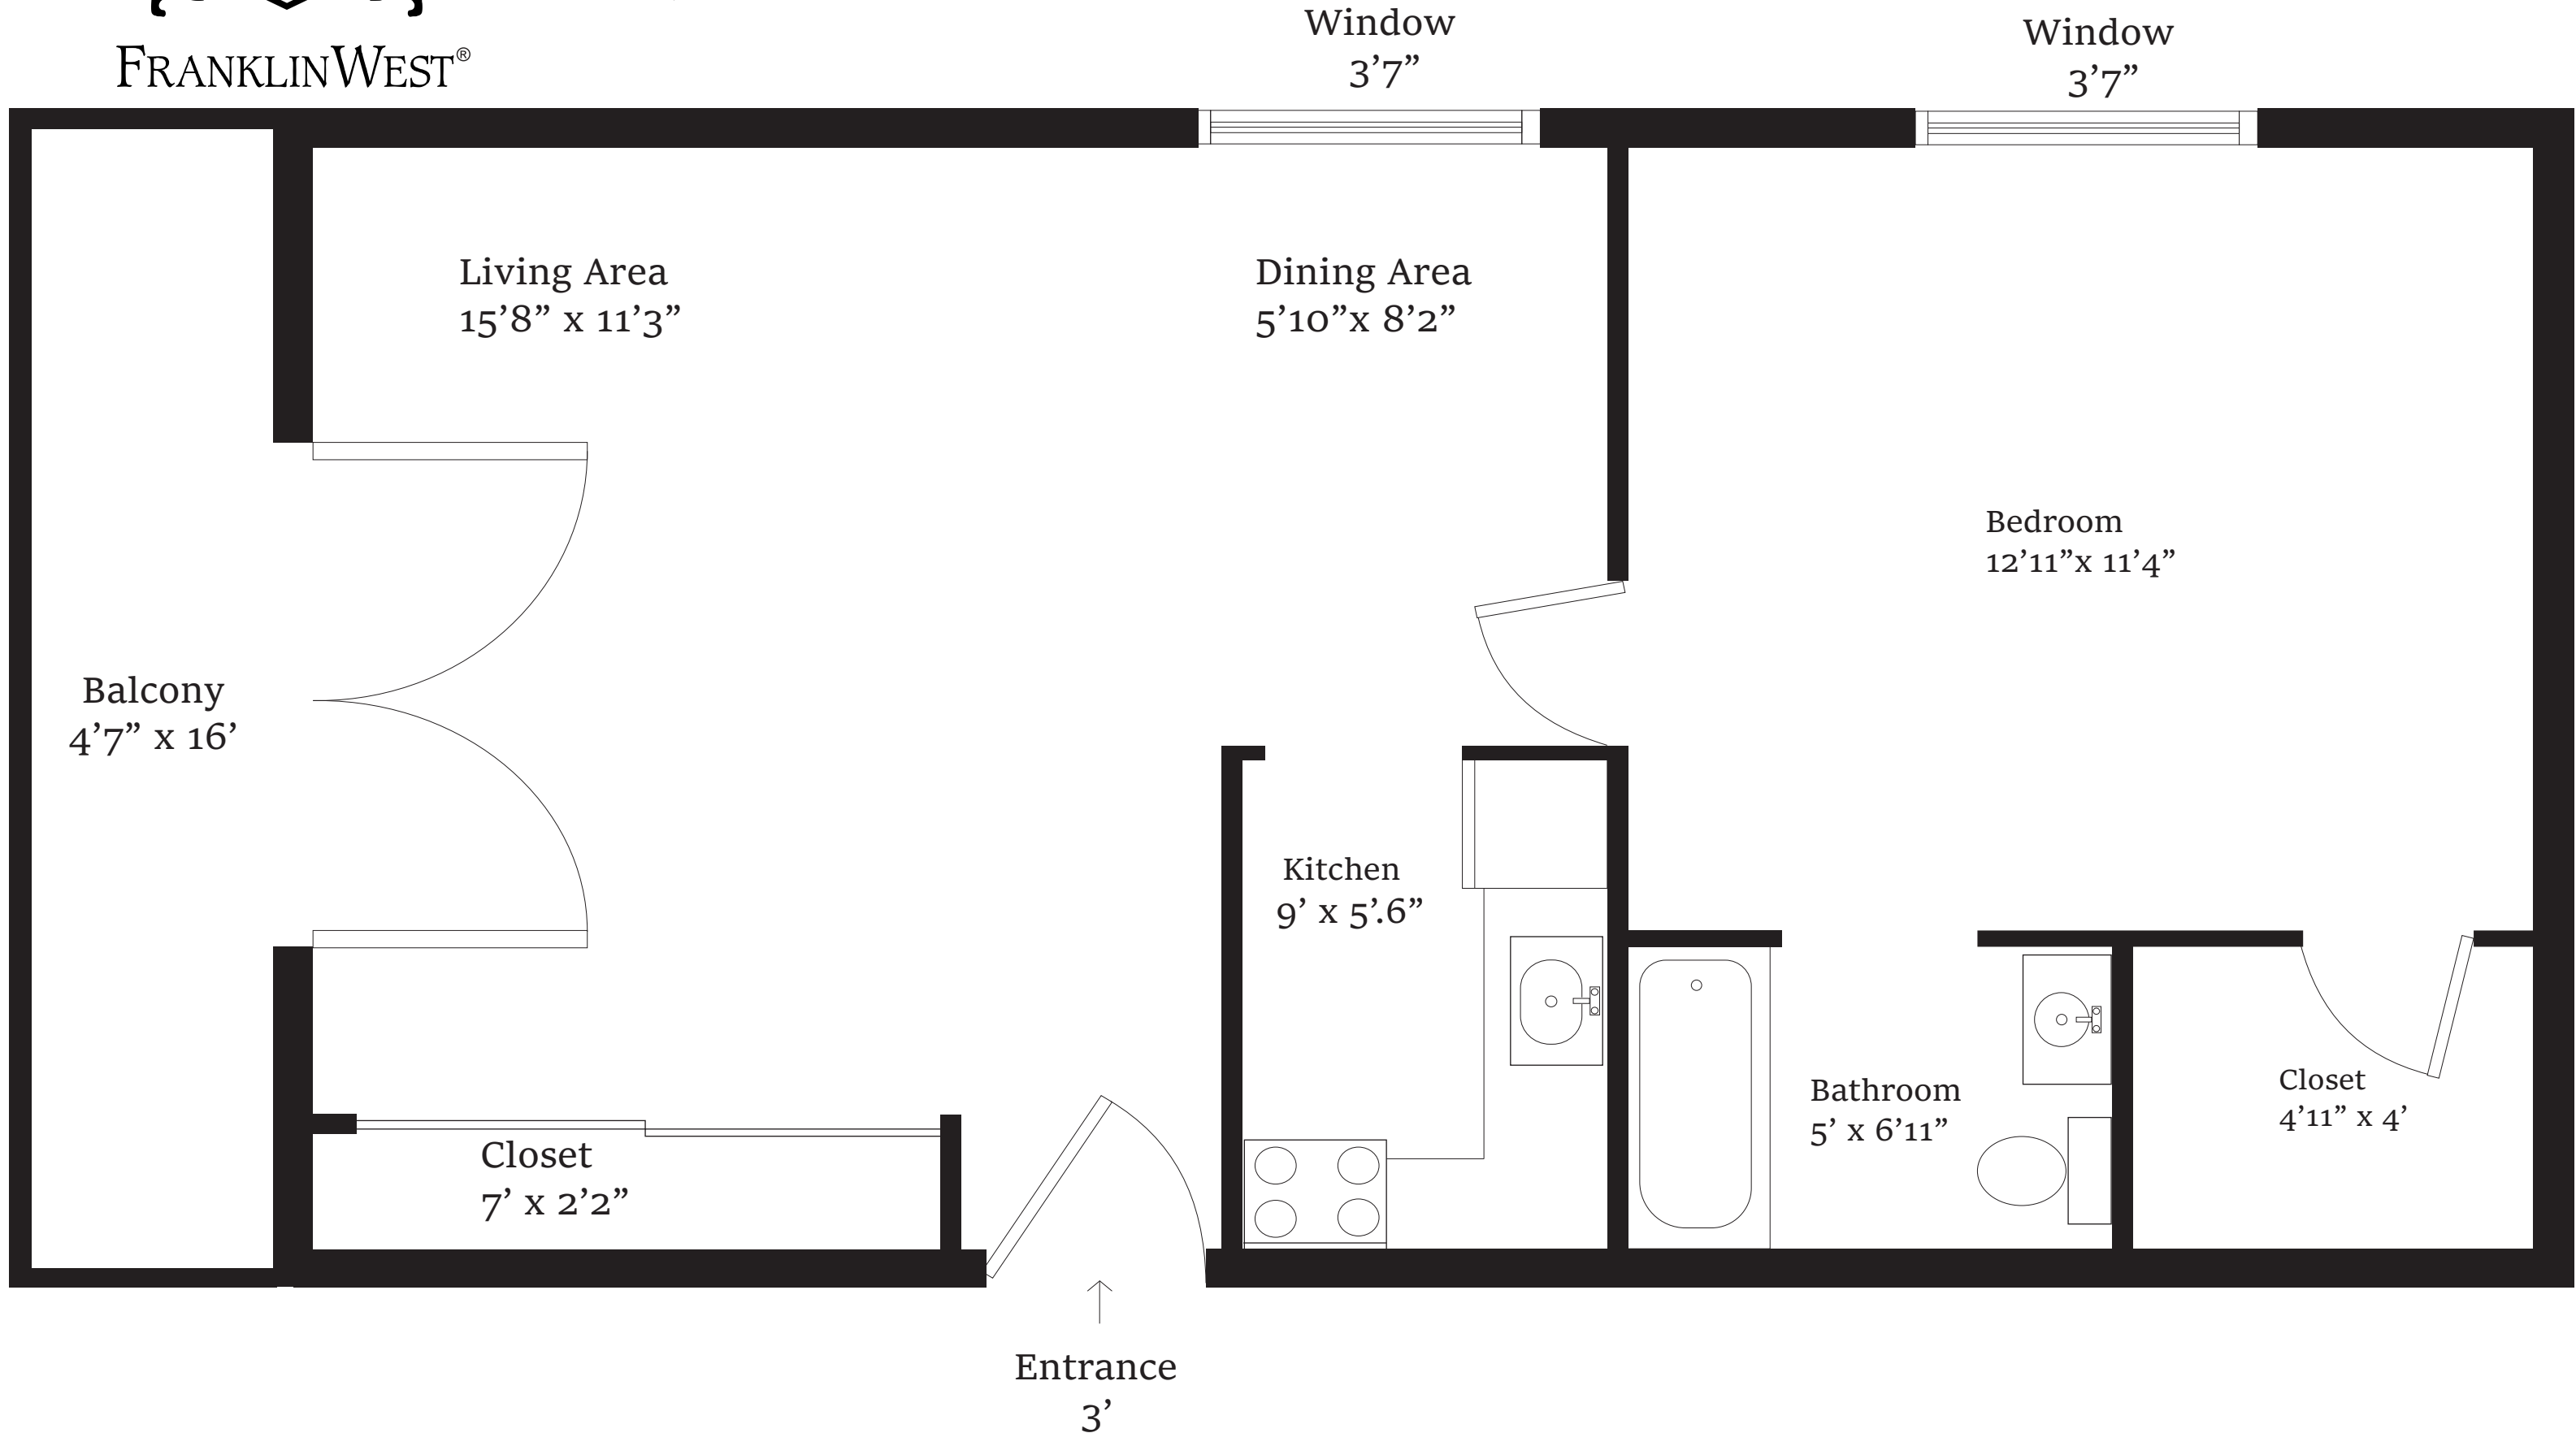 FRANKLINWEST®
Window
3’7”
Window
3’7”
Living Area
15’8” x 11’3”
Dining Area
5’10”x 8’2”
Bedroom
12’11”x 11’4”
Balcony
4’7” x 16’
Kitchen
9’ x 5’.6”
Bathroom
5’ x 6’11”
Closet
4’11” x 4’
Closet
7’ x 2’2”
Entrance
3’